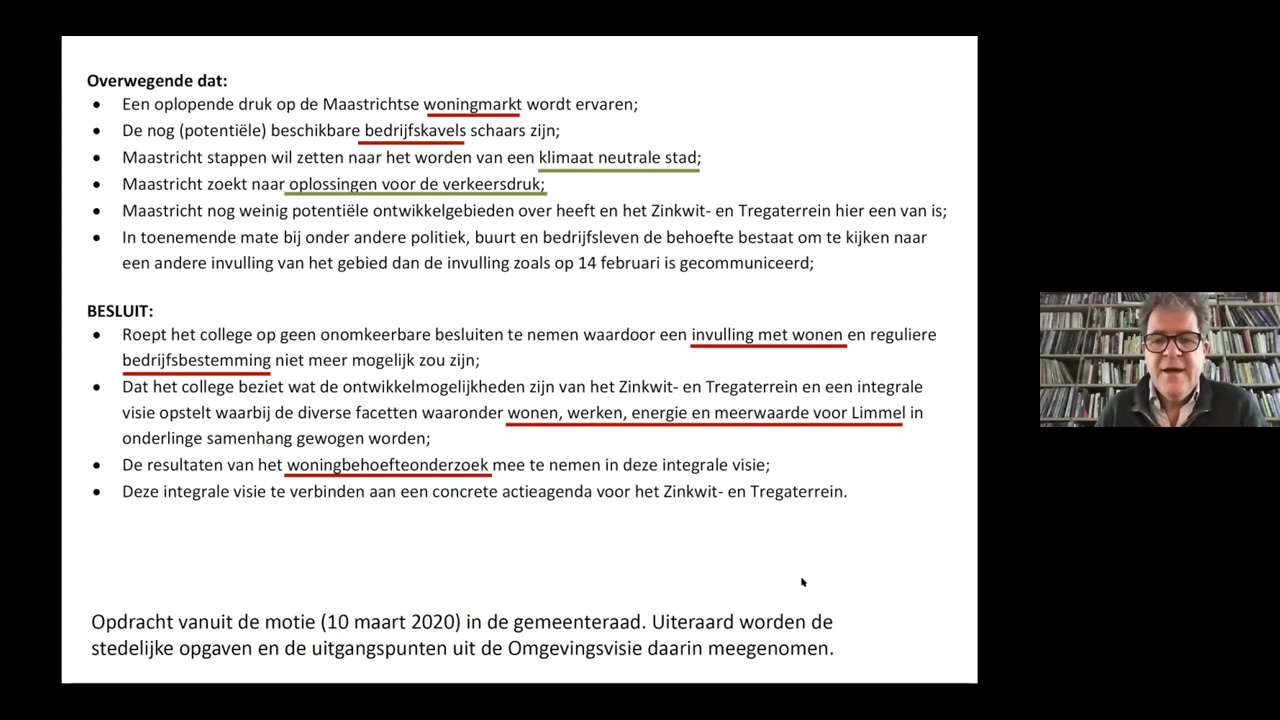 Overwegende dat:
• Een oplopende druk op de Maastrichtse woningmarkt wordt ervaren;
• De nog (potentiële) beschikbare bedrijfskavels schaars zijn;
• Maastricht stappen wil zetten naar het worden van een klimaat neutrale stad;
• Maastricht zoekt naar oplossingen voor de verkeersdruk;
• Maastricht nog weinig potentiële ontwikkelgebieden over heeft en het Zinkwit- en Tregaterrein hier een van is;
• In toenemende mate bij onder andere politiek, buurt en bedrijfsleven de behoefte bestaat om te kijken naar
een andere invulling van het gebied dan de invulling zoals op 14 februari is gecommuniceerd;
BESLUIT:
• Roept het college op geen onomkeerbare besluiten te nemen waardoor een invulling met wonen en reguliere
bedrijfsbestemming niet meer mogelijk zou zijn;
• Dat het college beziet wat de ontwikkelmogelijkheden zijn van het Zinkwit- en Tregaterrein en een integrale
visie opstelt waarbij de diverse facetten waaronder wonen, werken, energie en meerwaarde voor Limmel in
onderlinge samenhang gewogen worden;
• De resultaten van het woningbehoefteonderzoek mee te nemen in deze integrale visie;
• Deze integrale visie te verbinden aan een concrete actieagenda voor het Zinkwit- en Tregaterrein.
Opdracht vanuit de motie (10 maart 2020) in de gemeenteraad. Uiteraard worden de
stedelijke opgaven en de uitgangspunten uit de Omgevingsvisie daarin meegenomen.